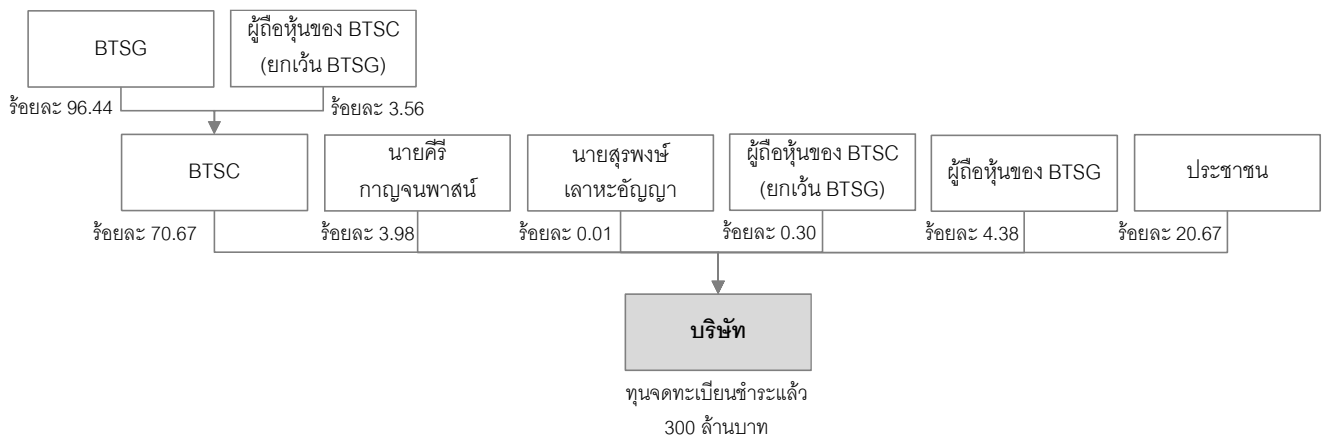 BTSG
ผู้ถือหุ้นของ BTSC
(ยกเว้น BTSG)
ร้อยละ 96.44
ร้อยละ 3.56
BTSC
นายคีรี
กาญจนพาสน์
นายสุรพงษ์
เลาหะอัญญา
ผู้ถือหุ้นของ BTSC
(ยกเว้น BTSG)
ผู้ถือหุ้นของ BTSG
ประชาชน
ร้อยละ 70.67
ร้อยละ 3.98
ร้อยละ 0.01
ร้อยละ 0.30
ร้อยละ 4.38
ร้อยละ 20.67
บริษัท
ทุนจดทะเบียนชำระแล้ว
300 ล้านบาท